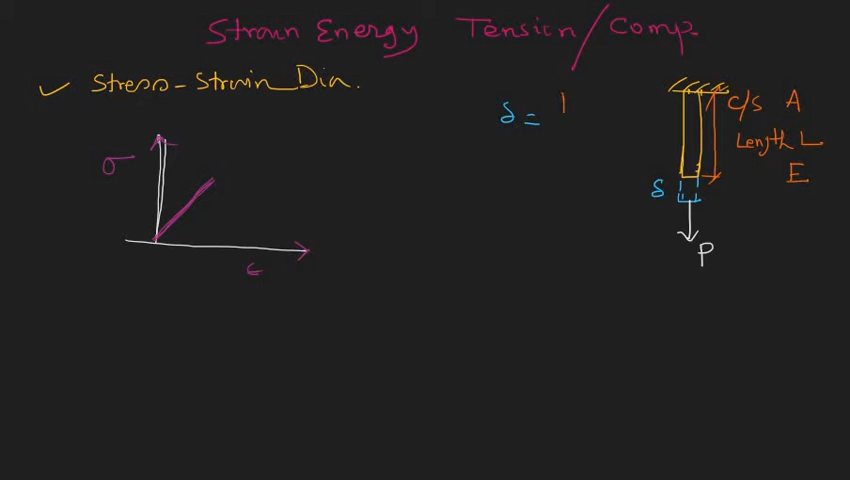 Strain Energy Tension/Comp.
✓ Stress-Strain Dia.
δ =
C/S A
Length L
E
σ
δ
P
ε